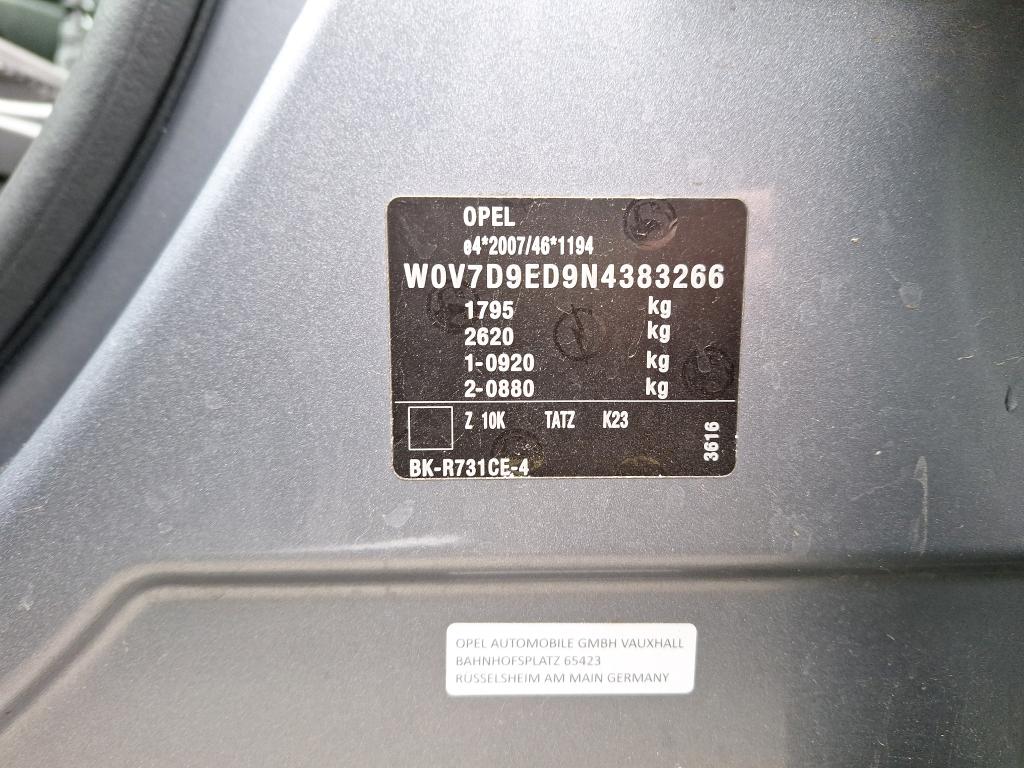 OPEL
e4*2007/46*1194
W0V7D9ED9N4383266
1795 kg
2620 kg
1-0920 kg
2-0880 kg
Z 10K TATZ K23
3616
BK-R731CE-4
OPEL AUTOMOBILE GMBH VAUXHALL
BAHNHOFSPLATZ 65423
RUSSELSHEIM AM MAIN GERMANY